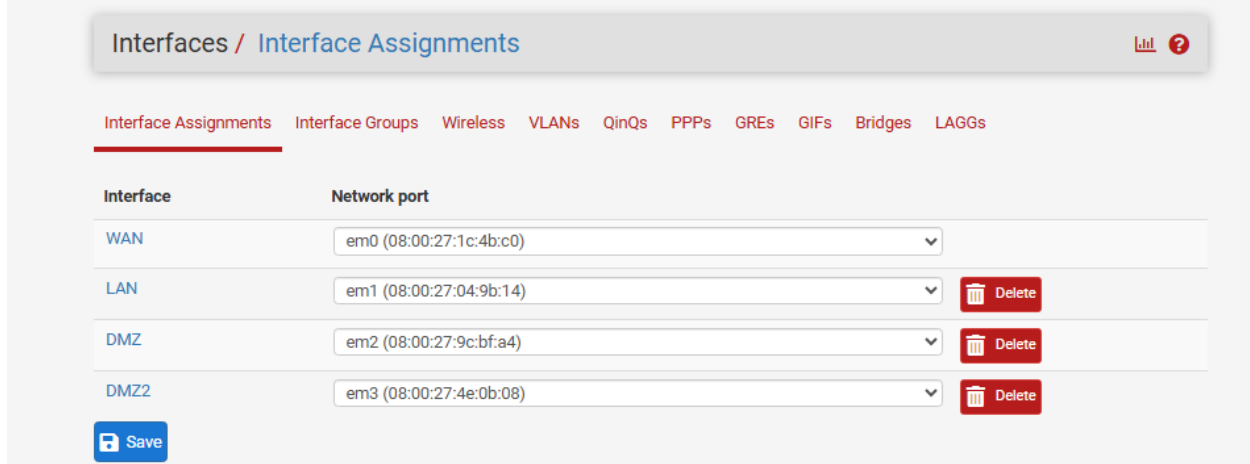 Interfaces / Interface Assignments
Interface Assignments Interface Groups Wireless VLANs QinQs PPPs GREs GIFs Bridges LAGGs
Interface Network port
WAN em0 (08:00:27:1c:4b:c0)
LAN em1 (08:00:27:04:9b:14) Delete
DMZ em2 (08:00:27:9c:bf:a4) Delete
DMZ2 em3 (08:00:27:4e:0b:08) Delete
Save